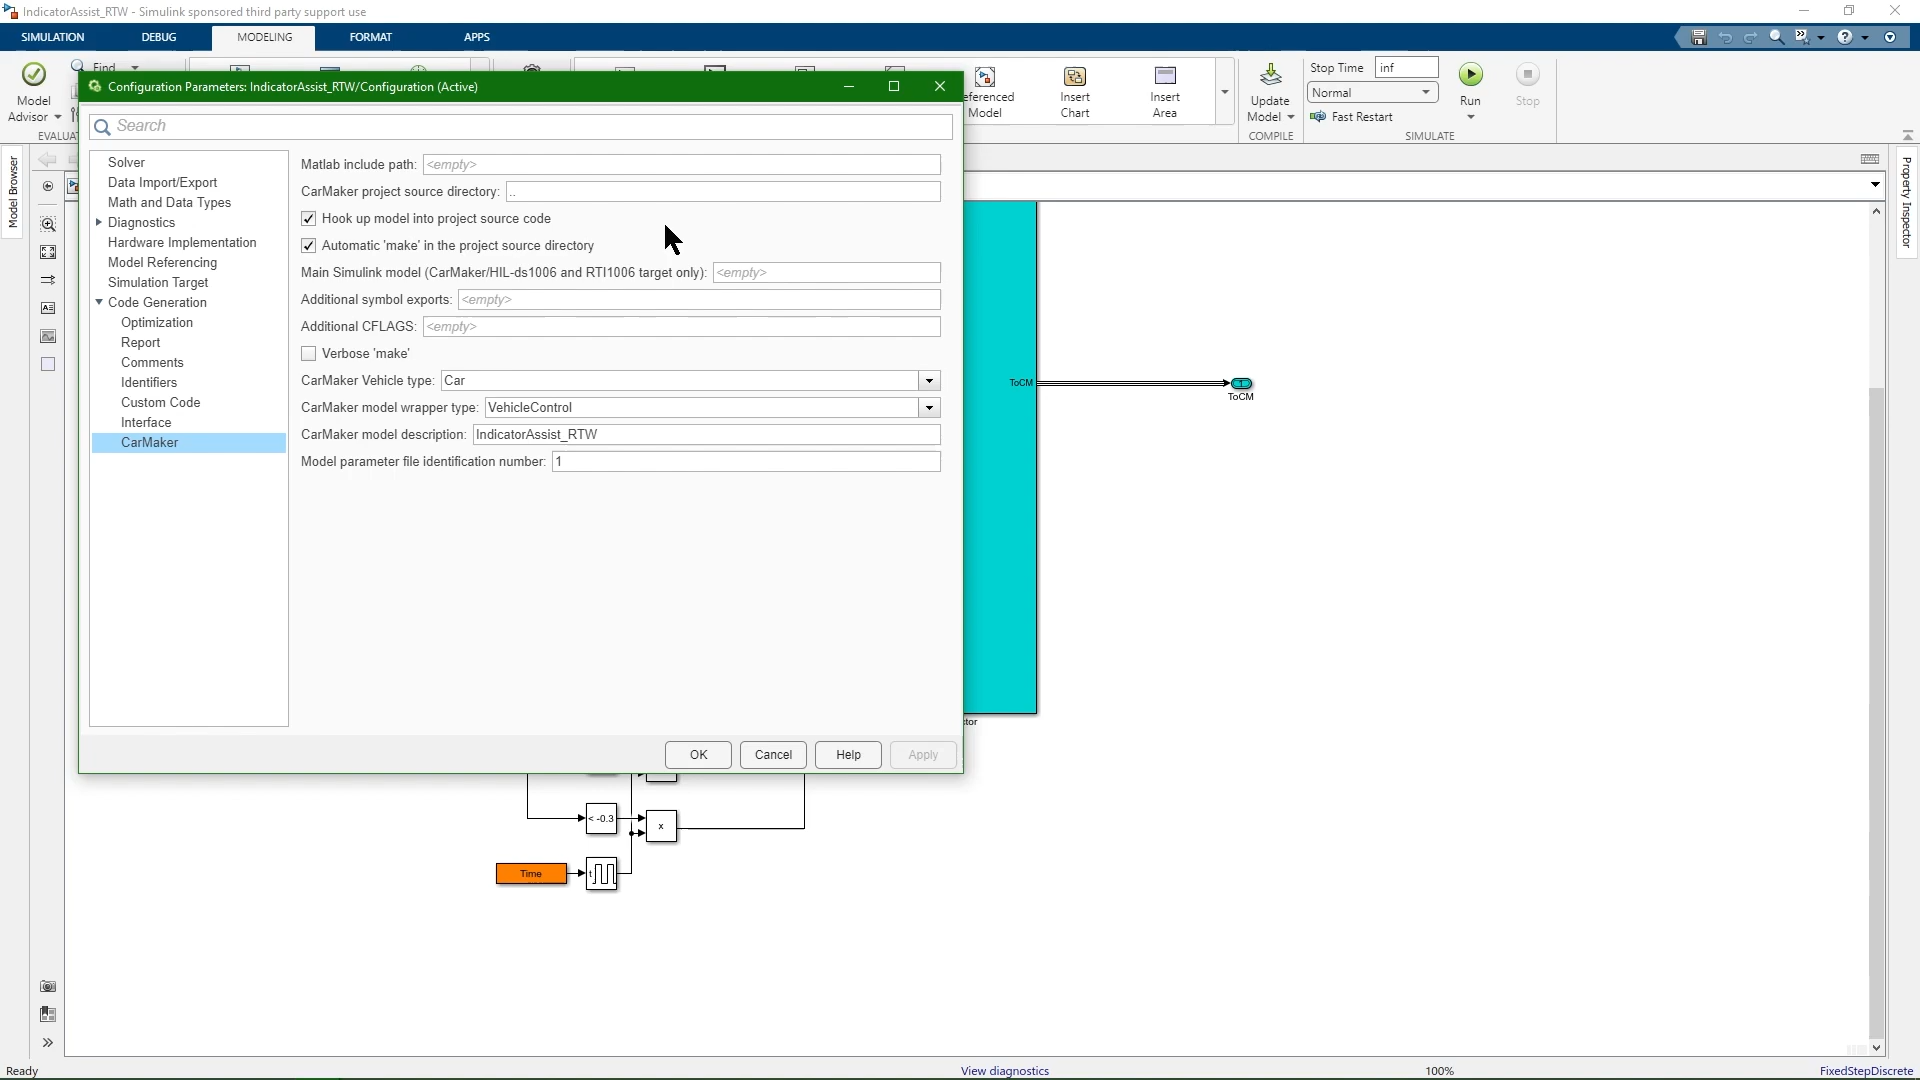 IndicatorAssist_RTW - Simulink sponsored third party support use
SIMULATION
DEBUG
MODELING
FORMAT
APPS
Model
Advisor
Find
EVALUA
Configuration Parameters: IndicatorAssist_RTW/Configuration (Active)
Search
Solver
Data Import/Export
Math and Data Types
Diagnostics
Hardware Implementation
Model Referencing
Simulation Target
Code Generation
Optimization
Report
Comments
Identifiers
Custom Code
Interface
CarMaker
Matlab include path: <empty>
CarMaker project source directory: ..
Hook up model into project source code
Automatic 'make' in the project source directory
Main Simulink model (CarMaker/HIL-ds1006 and RTI1006 target only): <empty>
Additional symbol exports: <empty>
Additional CFLAGS: <empty>
Verbose 'make'
CarMaker Vehicle type: Car
CarMaker model wrapper type: VehicleControl
CarMaker model description: IndicatorAssist_RTW
Model parameter file identification number: 1
OK
Cancel
Help
Apply
eferenced
Model
Insert
Chart
Insert
Area
Update
Model
COMPILE
Stop Time inf
Normal
Fast Restart
Run
Stop
SIMULATE
Model Browser
Property Inspector
ToCM
ToCM
tor
< -0.3
x
Time
t
Ready
View diagnostics
100%
FixedStepDiscrete